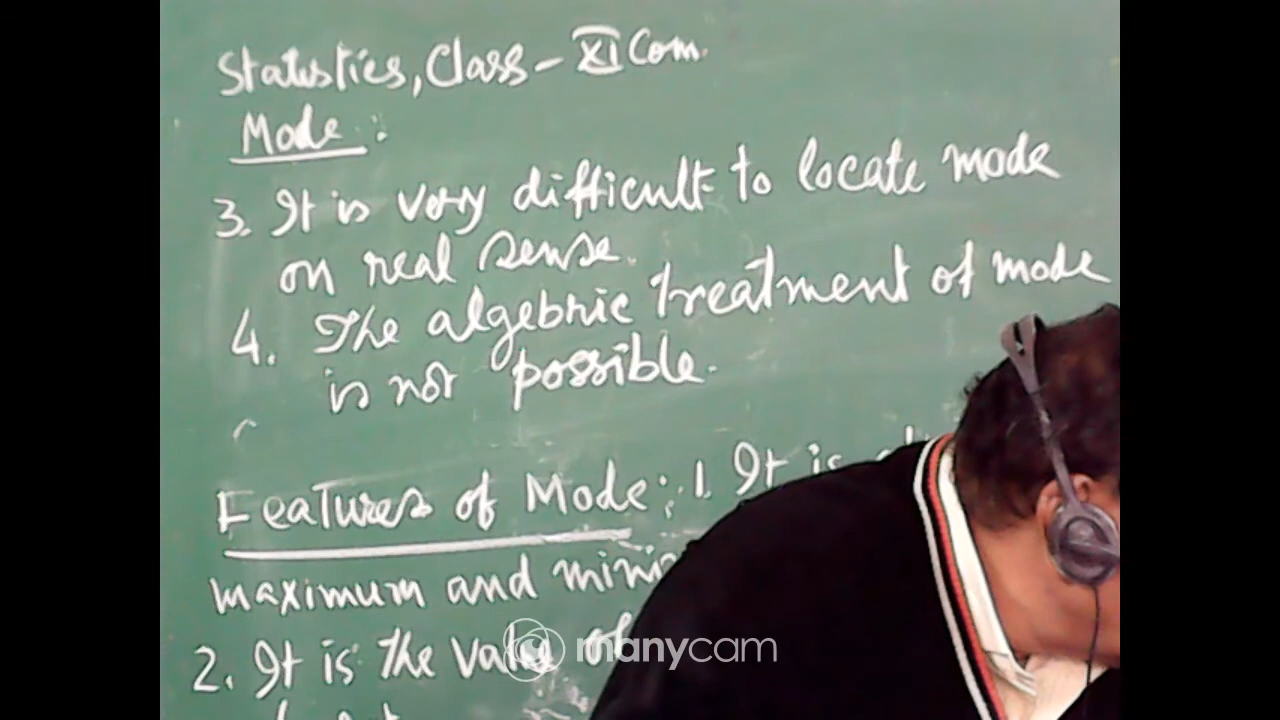 Statistics, Class - XI Com.
Mode :
3. It is very difficult to locate mode
on real sense.
4. The algebric treatment of mode
is not possible.
Features of Mode : 1. It is
maximum and
2. It is the value of
manycam